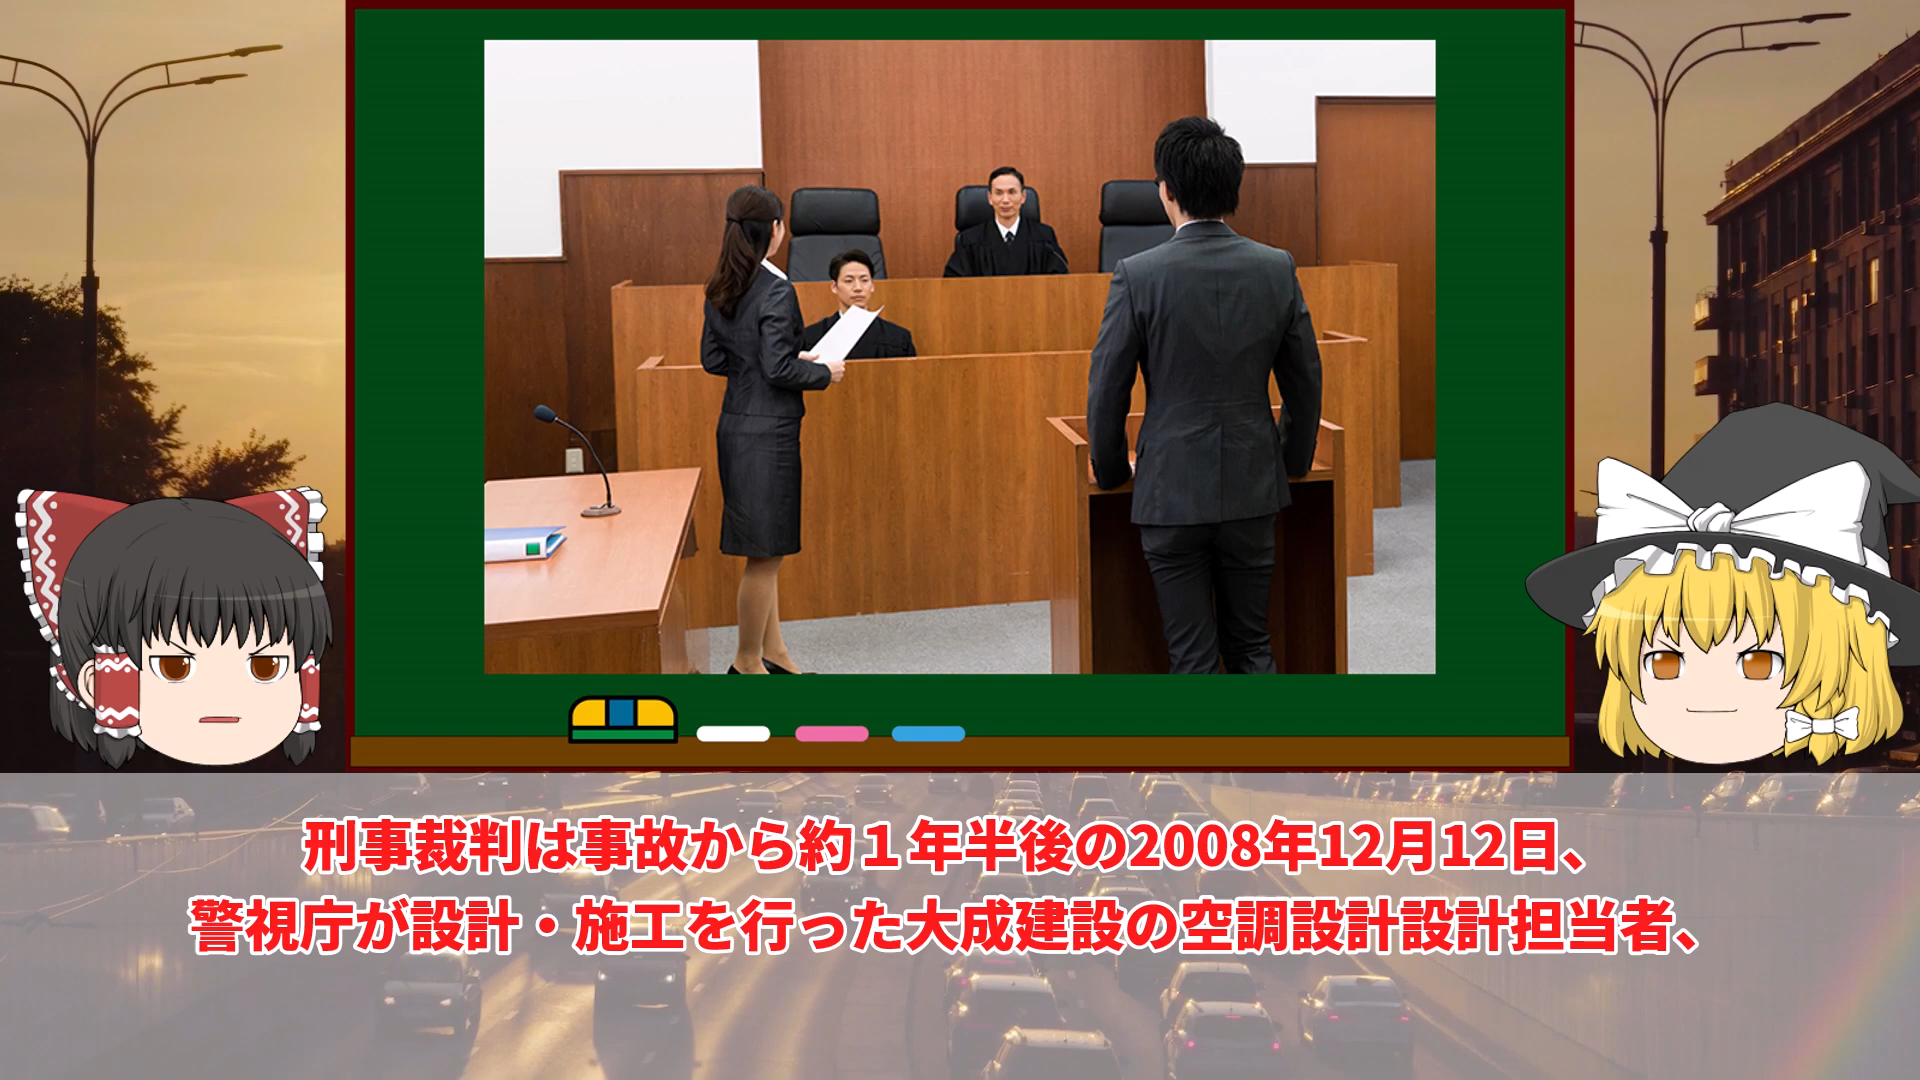 刑事裁判は事故から約１年半後の2008年12月12日、
警視庁が設計・施工を行った大成建設の空調設計設計担当者、